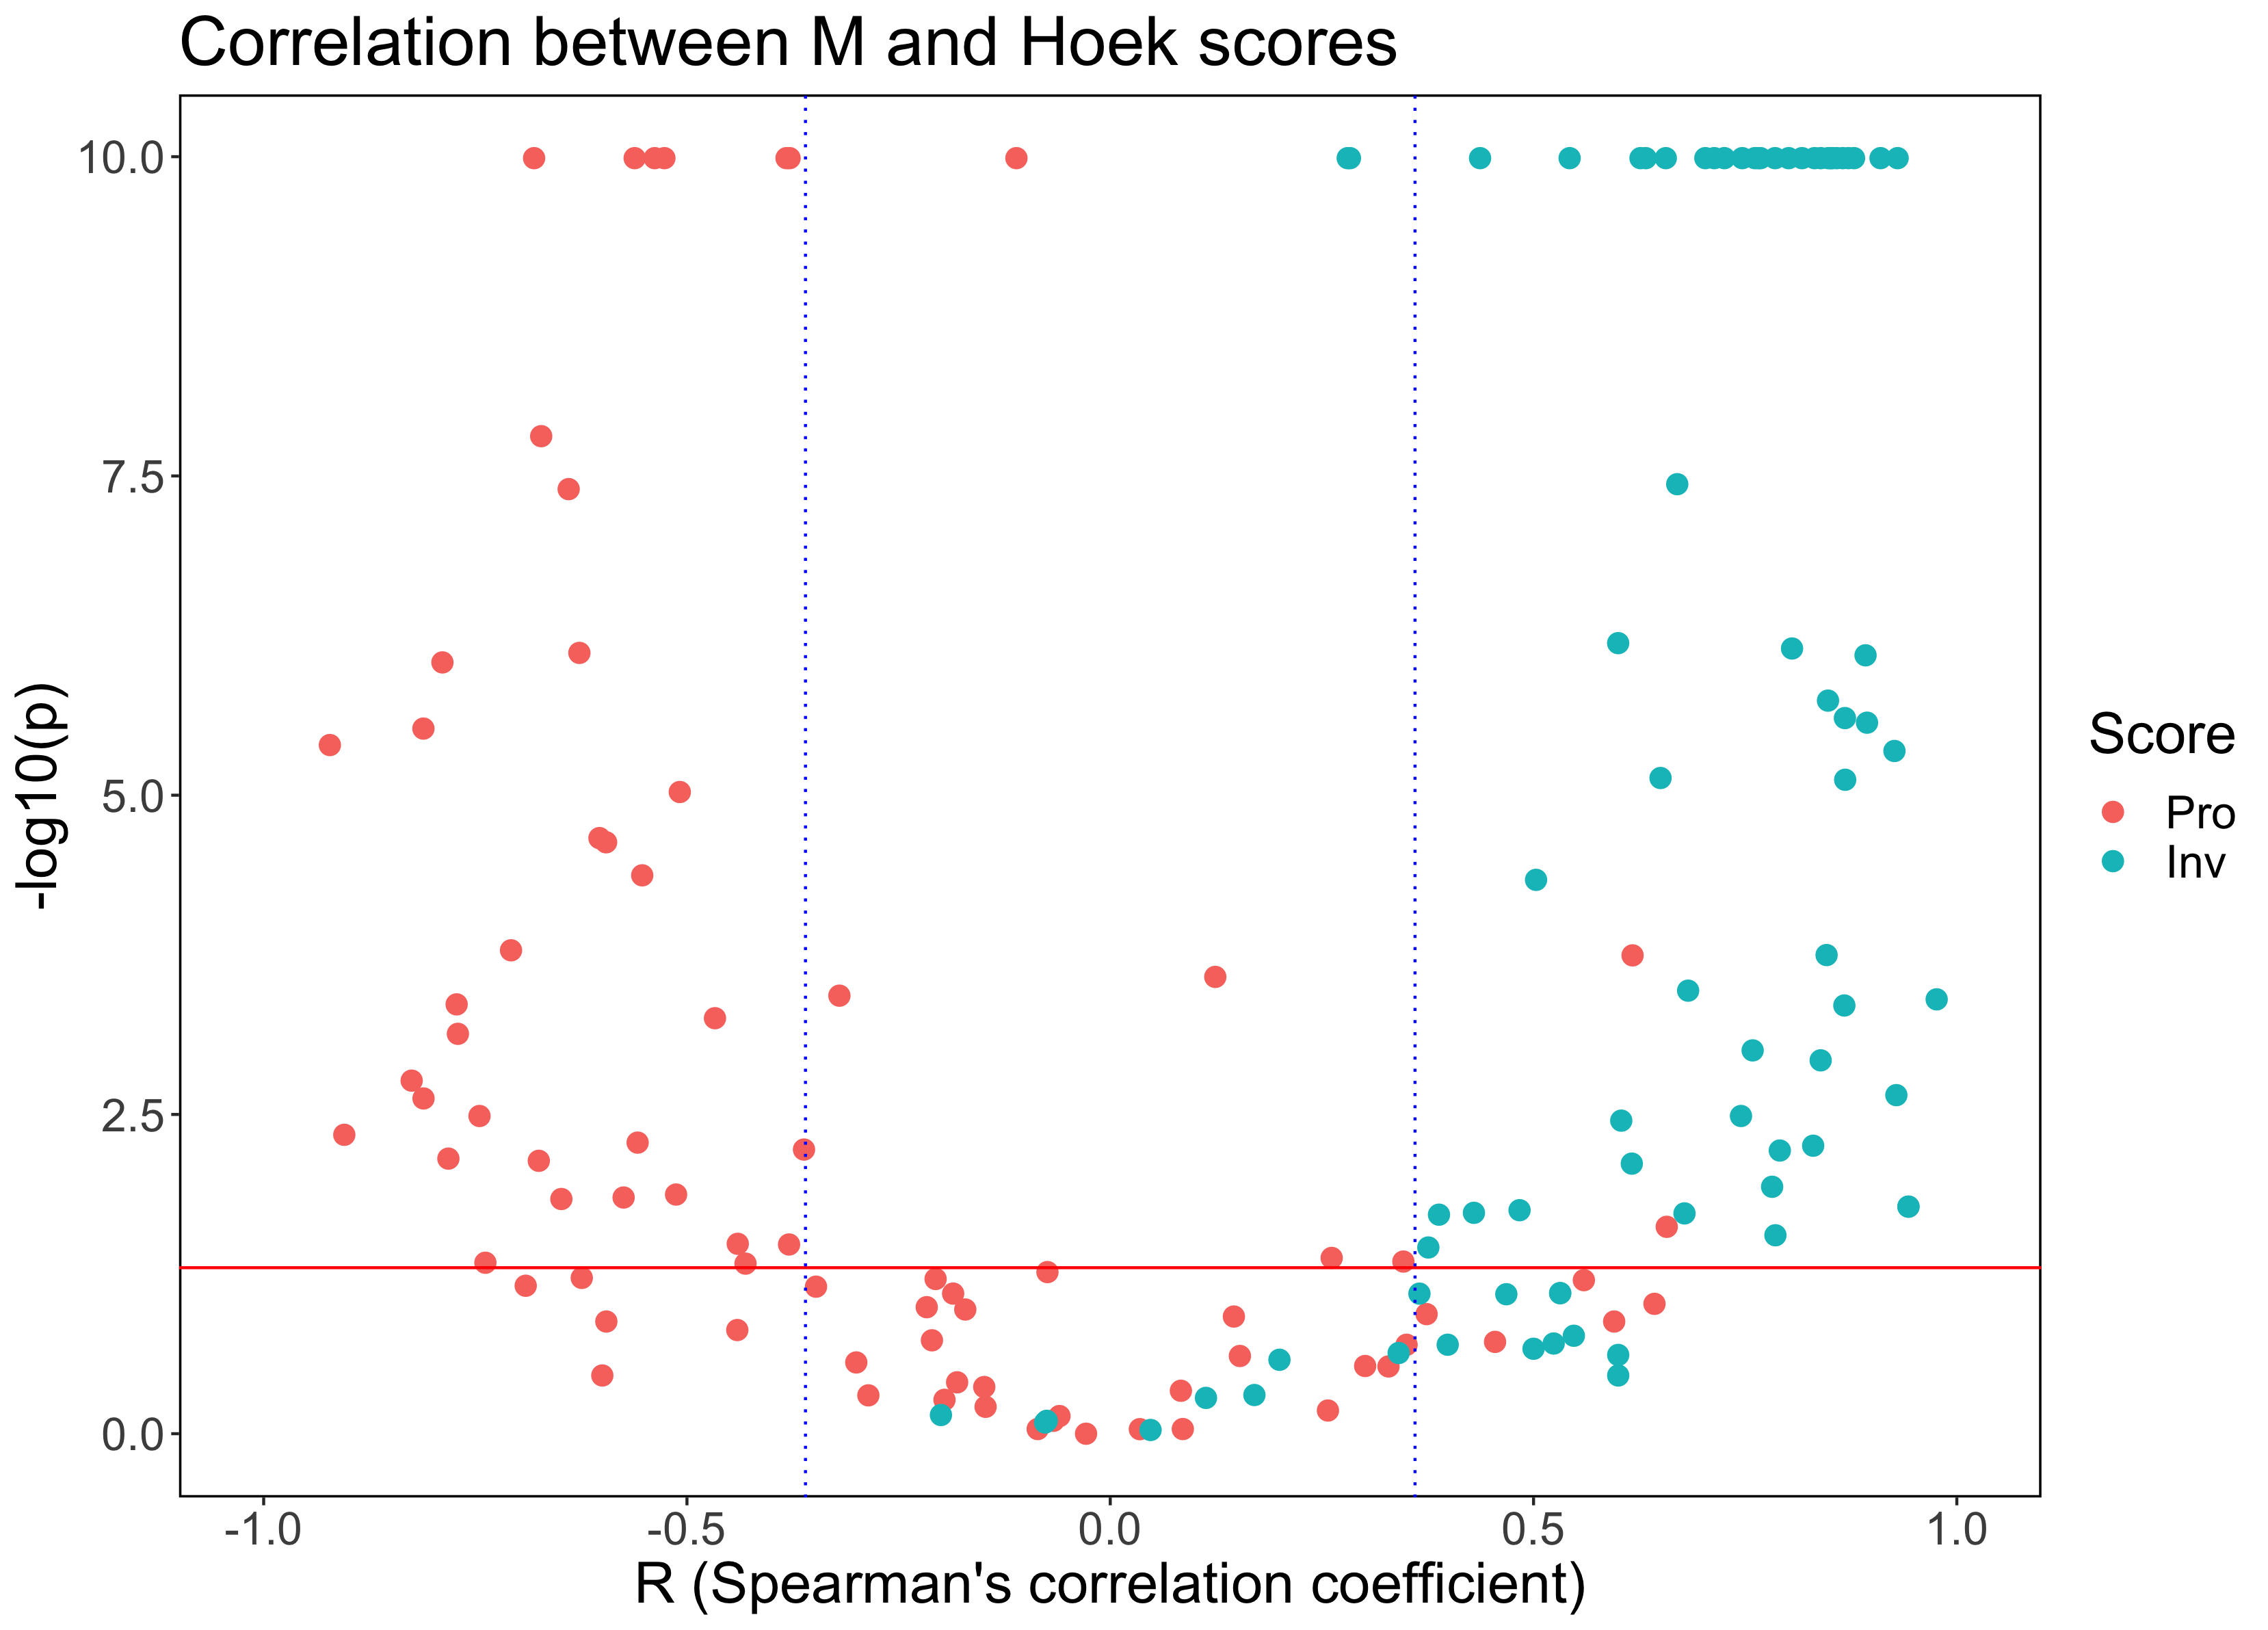 Correlation between M and Hoek scores
10.0
7.5
5.0
2.5
0.0
-log10(p)
-1.0 -0.5 0.0 0.5 1.0
R (Spearman's correlation coefficient)
Score
Pro
Inv